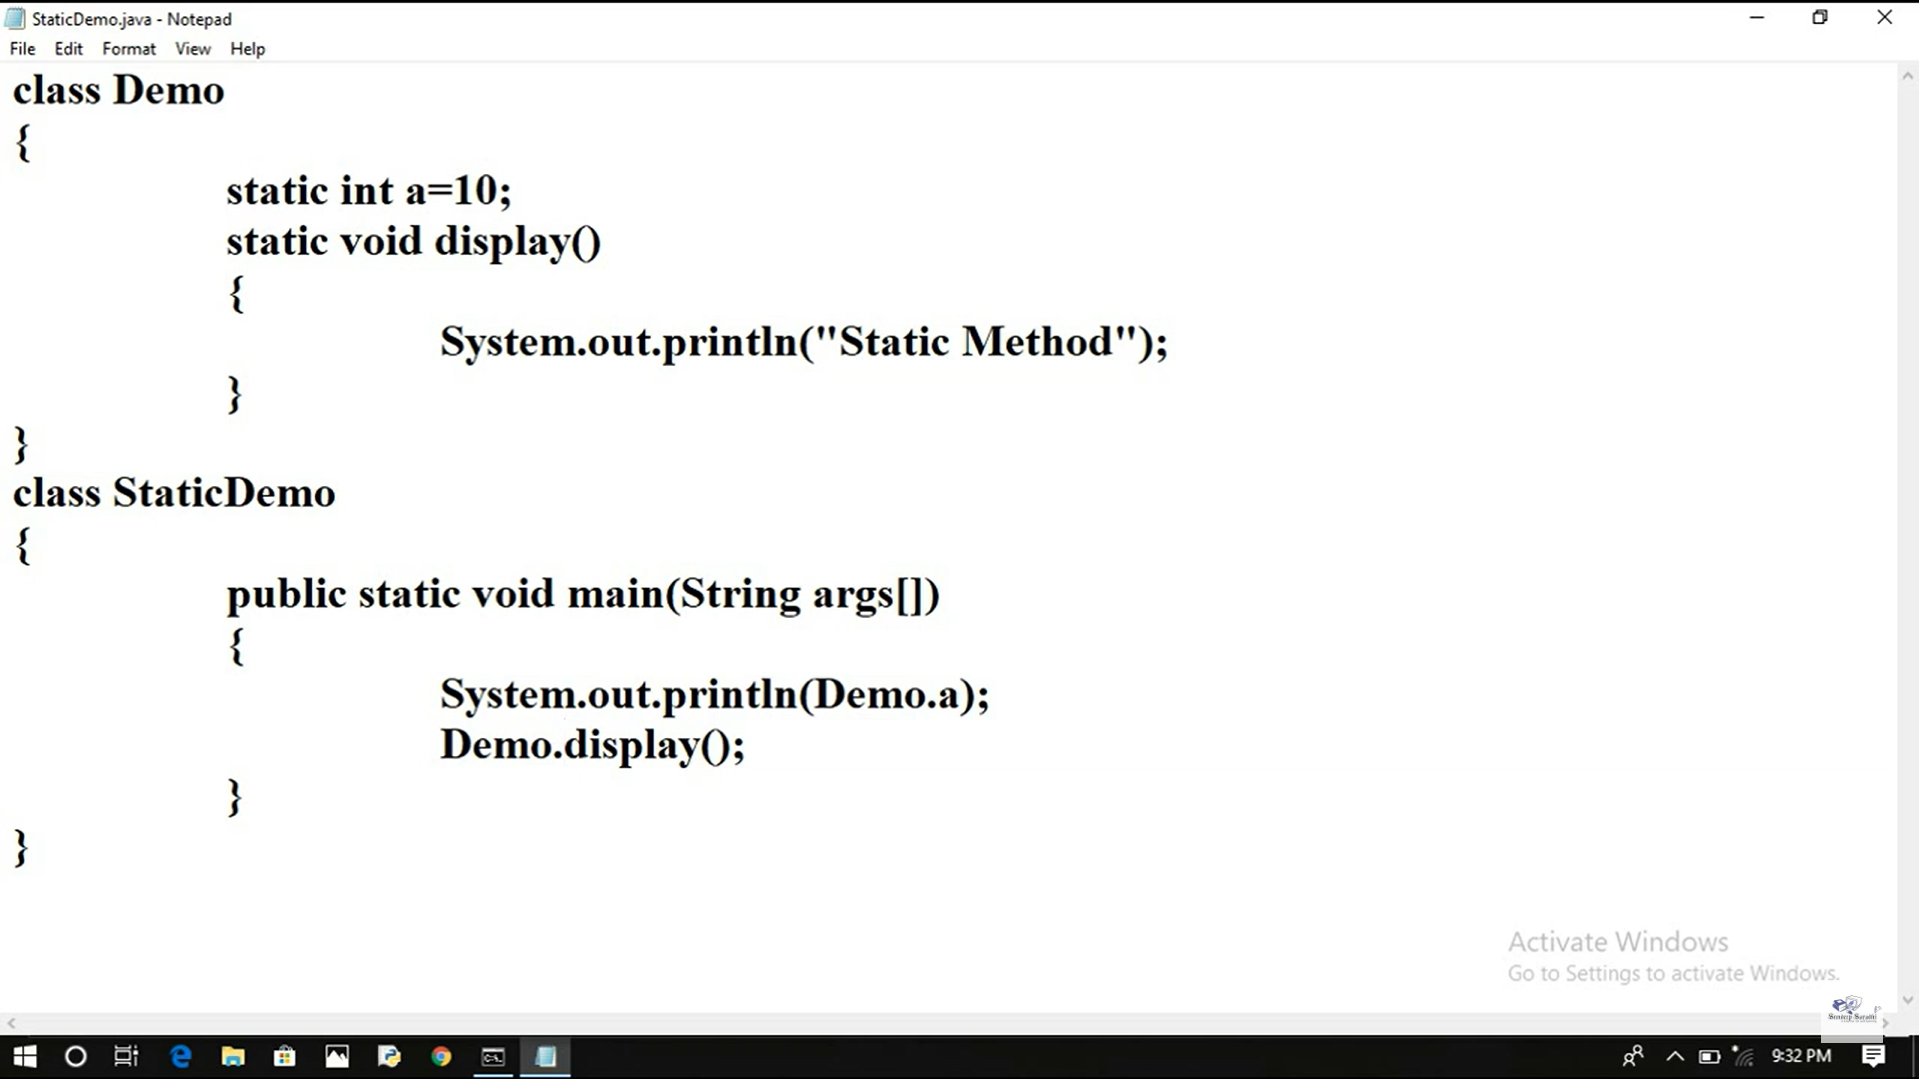 StaticDemo.java - Notepad
File Edit Format View Help
class Demo
{
static int a=10;
static void display()
{
System.out.println("Static Method");
}
}
class StaticDemo
{
public static void main(String args[])
{
System.out.println(Demo.a);
Demo.display();
}
}
Activate Windows
Go to Settings to activate Windows.
9:32 PM